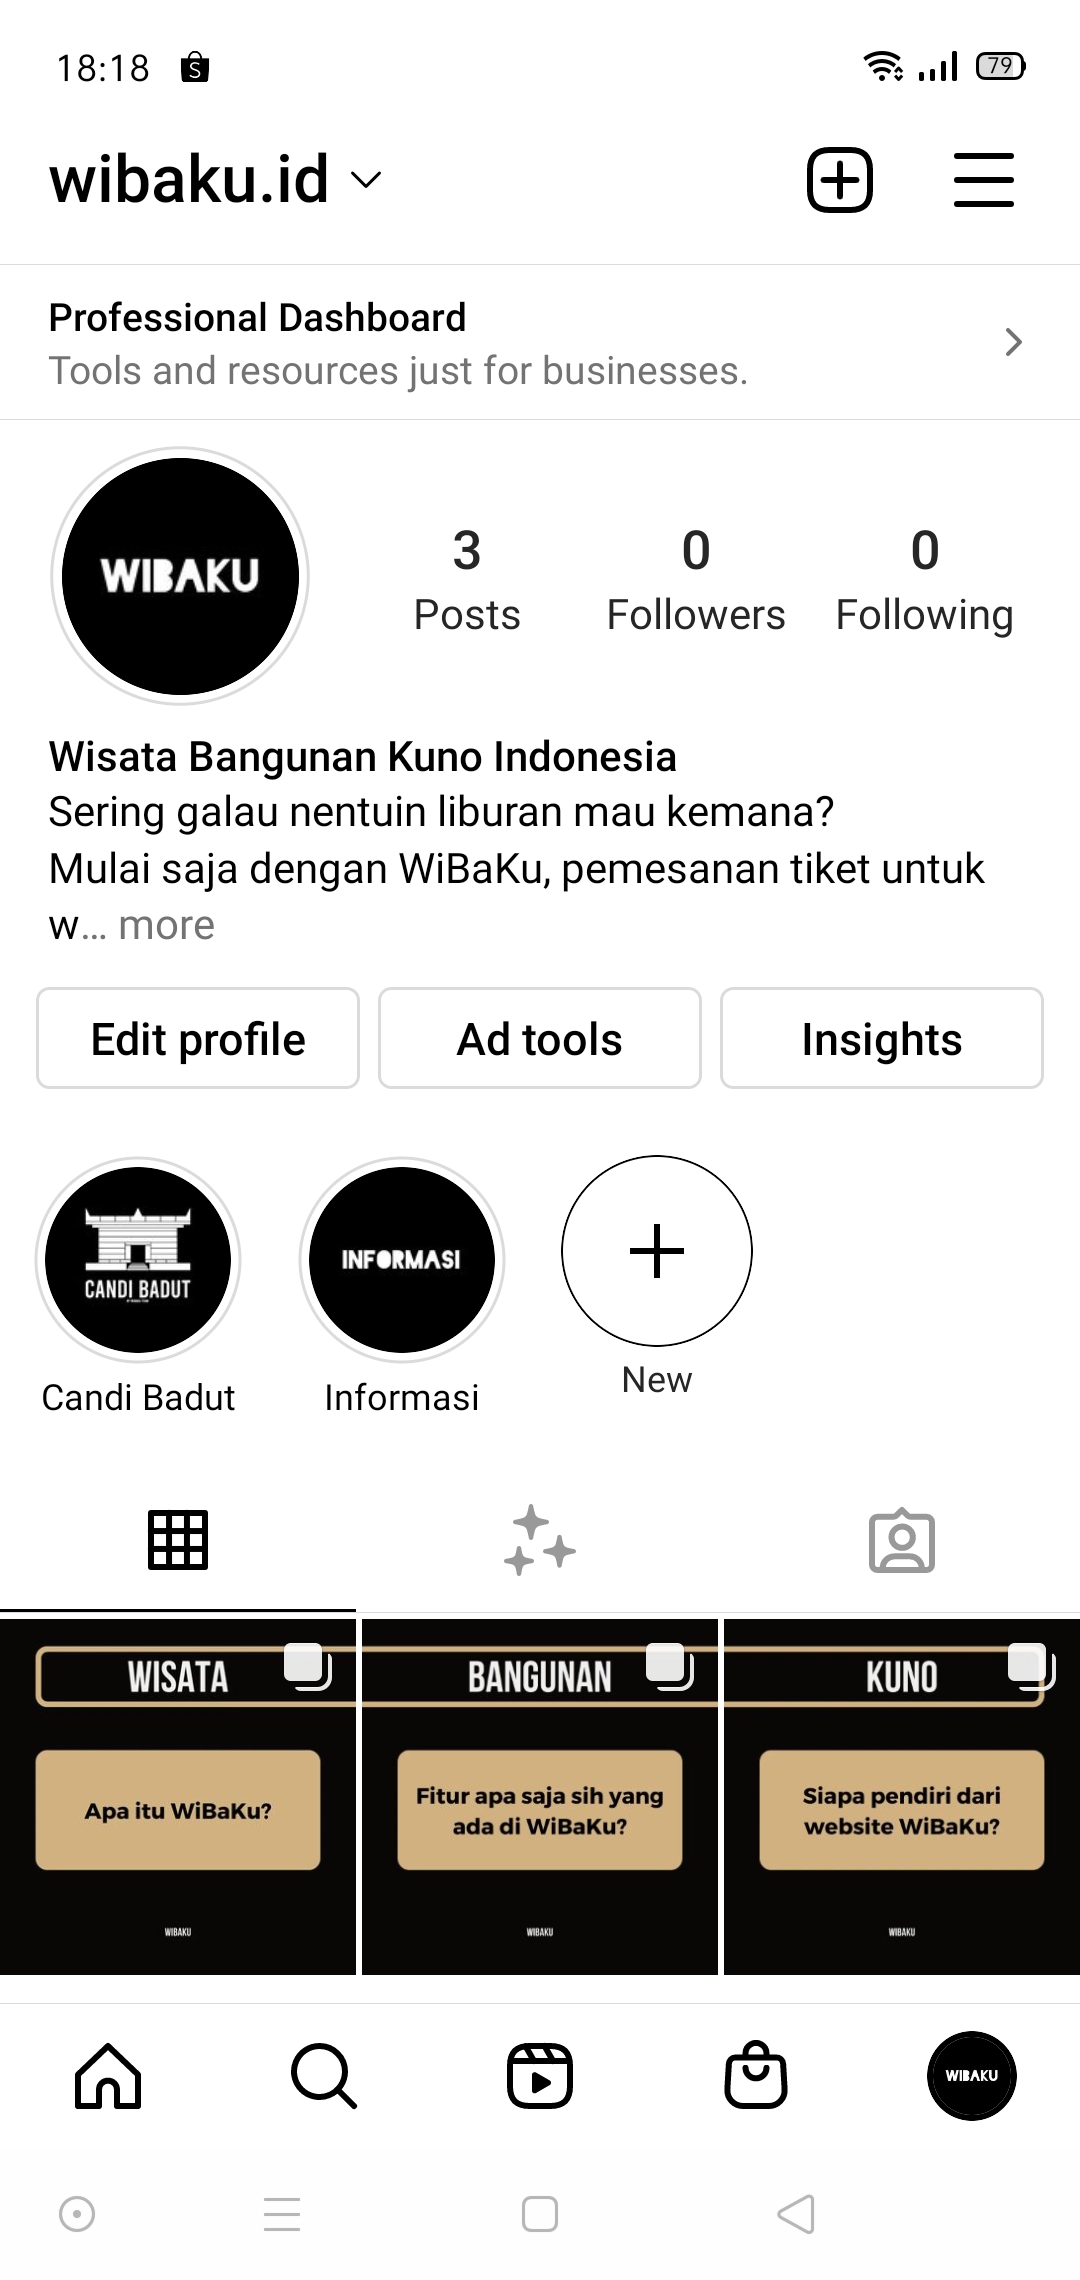 18:18
79
wibaku.id
Professional Dashboard
Tools and resources just for businesses.
WIBAKU
3
0
0
Posts
Followers
Following
Wisata Bangunan Kuno Indonesia
Sering galau nentuin liburan mau kemana?
Mulai saja dengan WiBaKu, pemesanan tiket untuk
w... more
Edit profile
Ad tools
Insights
CANDI BADUT
INFORMASI
Candi Badut
Informasi
New
WISATA
BANGUNAN
KUNO
Apa itu WiBaKu?
Fitur apa saja sih yang
ada di WiBaKu?
Siapa pendiri dari
website WiBaKu?
WIBAKU
WIBAKU
WIBAKU
WIBAKU